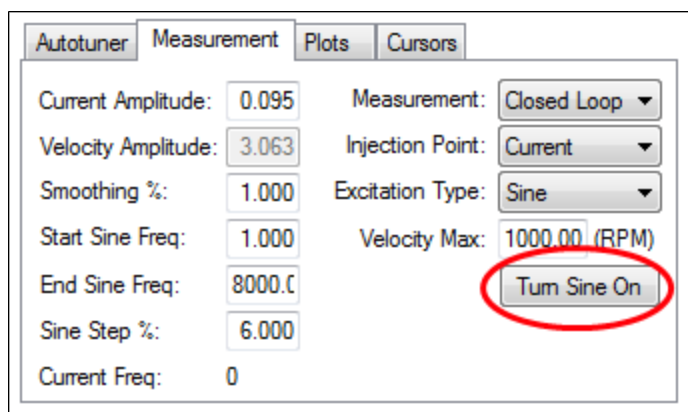 Autotuner Measurement Plots Cursors
Current Amplitude: 0.095 Measurement: Closed Loop
Velocity Amplitude: 3.063 Injection Point: Current
Smoothing %: 1.000 Excitation Type: Sine
Start Sine Freq: 1.000 Velocity Max: 1000.00 (RPM)
End Sine Freq: 8000.0 Turn Sine On
Sine Step %: 6.000
Current Freq: 0